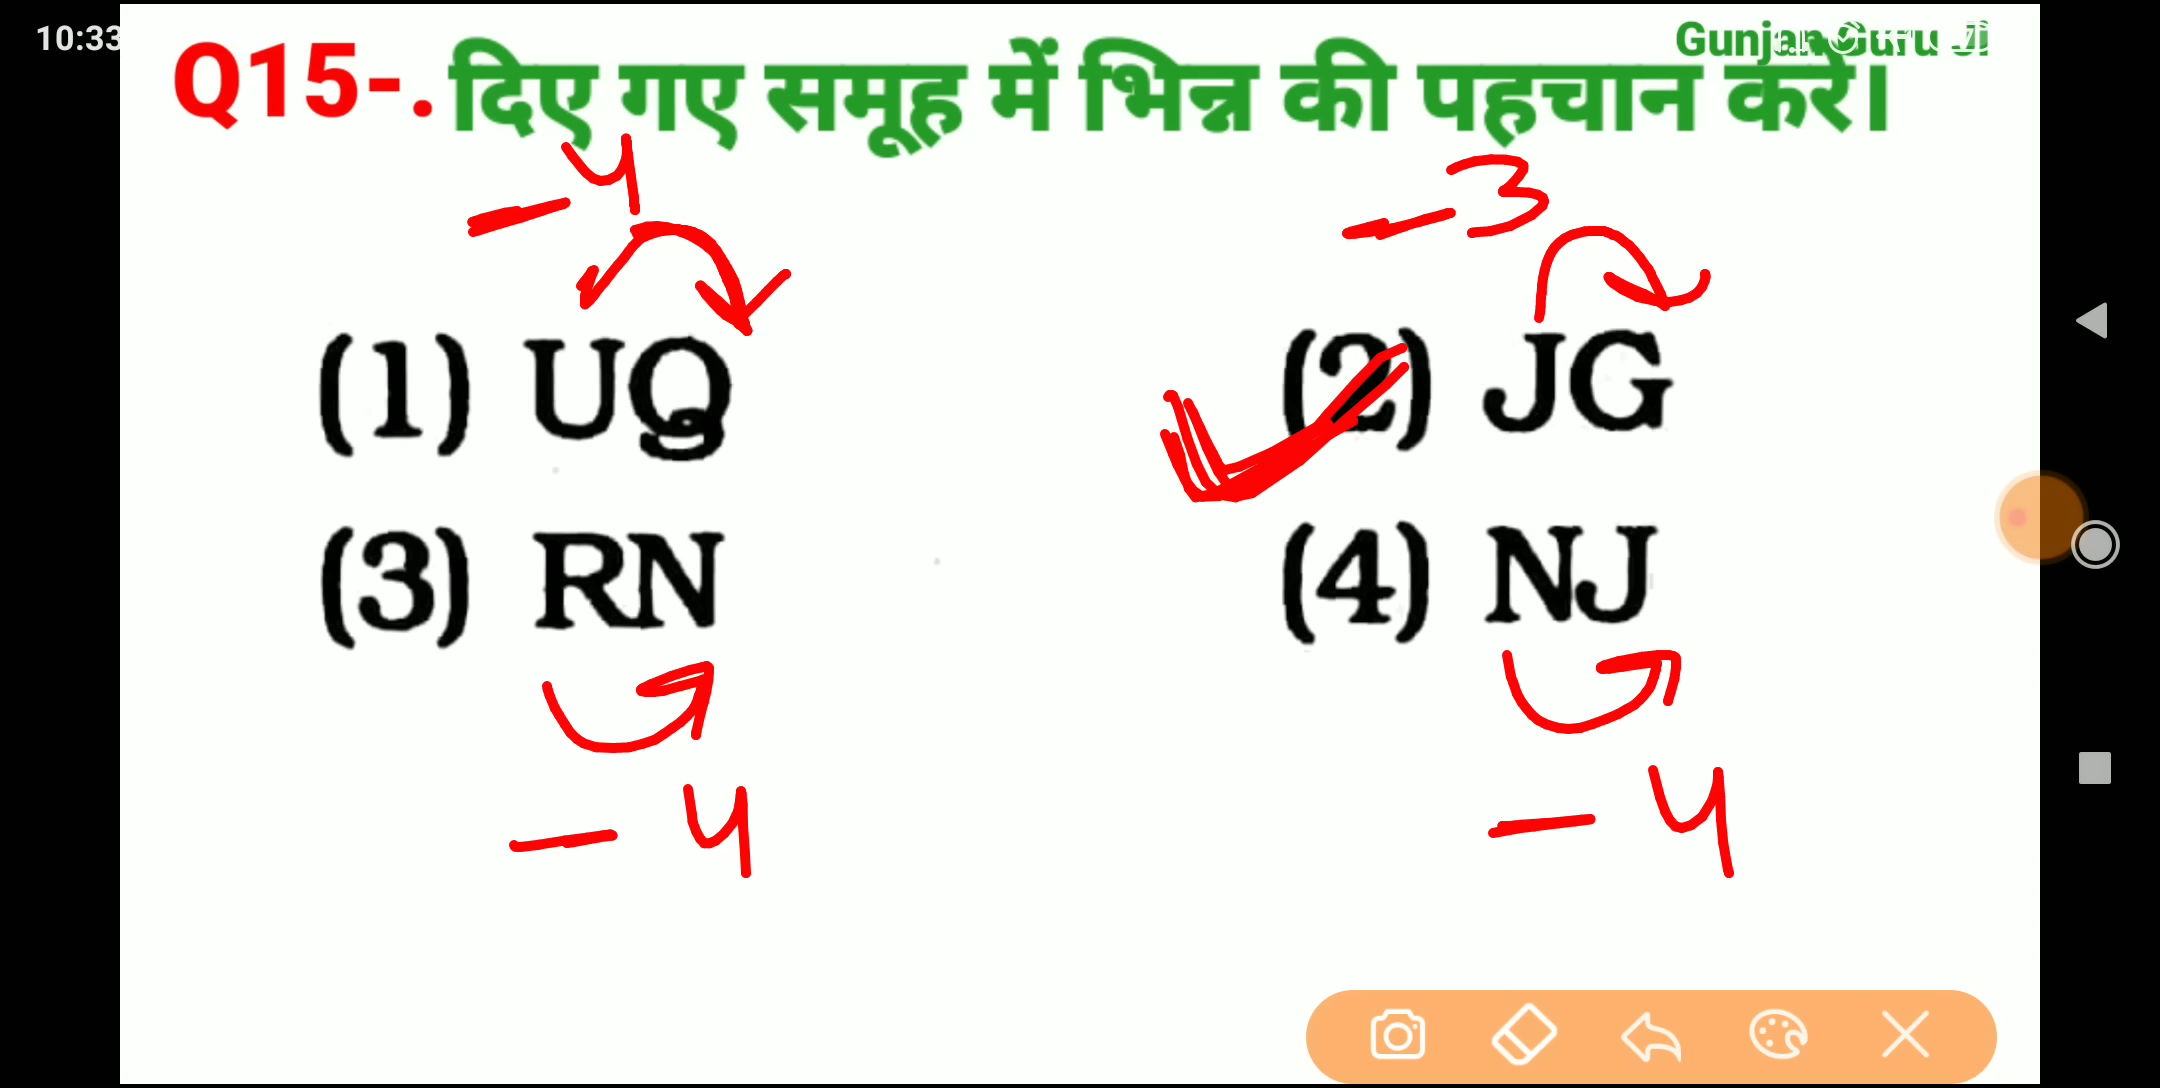 10:33
Gunjan Guru Ji
Q15-. दिए गए समूह में भिन्न की पहचान करें।
-4
-3
(1) UQ
(2) JG
(3) RN
(4) NJ
-4
-4